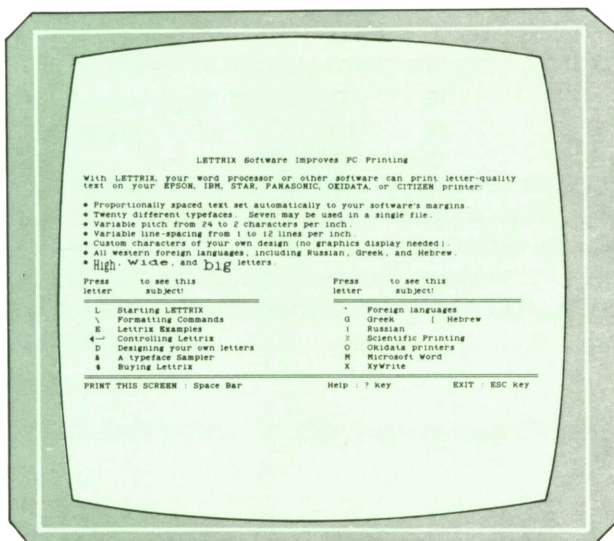 LETTRIX Software Improves PC Printing
With LETTRIX, your word processor or other software can print letter-quality
text on your EPSON, IBM, STAR, PANASONIC, OKIDATA, or CITIZEN printer:
• Proportionally spaced text set automatically to your software's margins.
• Twenty different typefaces. Seven may be used in a single file.
• Variable pitch from 24 to 2 characters per inch.
• Variable line-spacing from 1 to 12 lines per inch.
• Custom characters of your own design (no graphics display needed).
• All western foreign languages, including Russian, Greek, and Hebrew.
• High, Wide, and big letters.
Press to see this Press to see this
letter subject! letter subject!
L Starting LETTRIX ' Foreign languages
\ Formatting Commands G Greek [ Hebrew
E Lettrix Examples ( Russian
◄─┘ Controlling Lettrix % Scientific Printing
D Designing your own letters O Okidata printers
& A typeface Sampler M Microsoft Word
$ Buying Lettrix X XyWrite
PRINT THIS SCREEN : Space Bar Help : ? key EXIT : ESC key